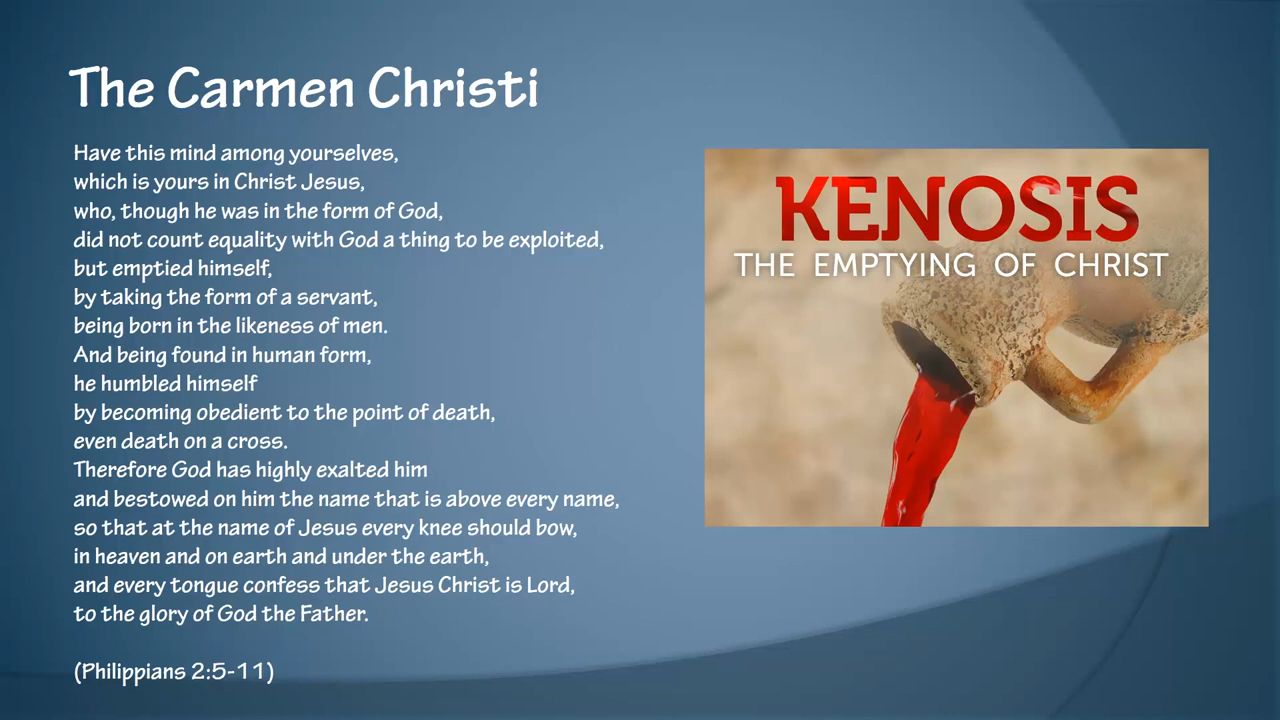 The Carmen Christi
Have this mind among yourselves,
which is yours in Christ Jesus,
who, though he was in the form of God,
did not count equality with God a thing to be exploited,
but emptied himself,
by taking the form of a servant,
being born in the likeness of men.
And being found in human form,
he humbled himself
by becoming obedient to the point of death,
even death on a cross.
Therefore God has highly exalted him
and bestowed on him the name that is above every name,
so that at the name of Jesus every knee should bow,
in heaven and on earth and under the earth,
and every tongue confess that Jesus Christ is Lord,
to the glory of God the Father.
(Philippians 2:5-11)
KENOSIS
THE EMPTYING OF CHRIST